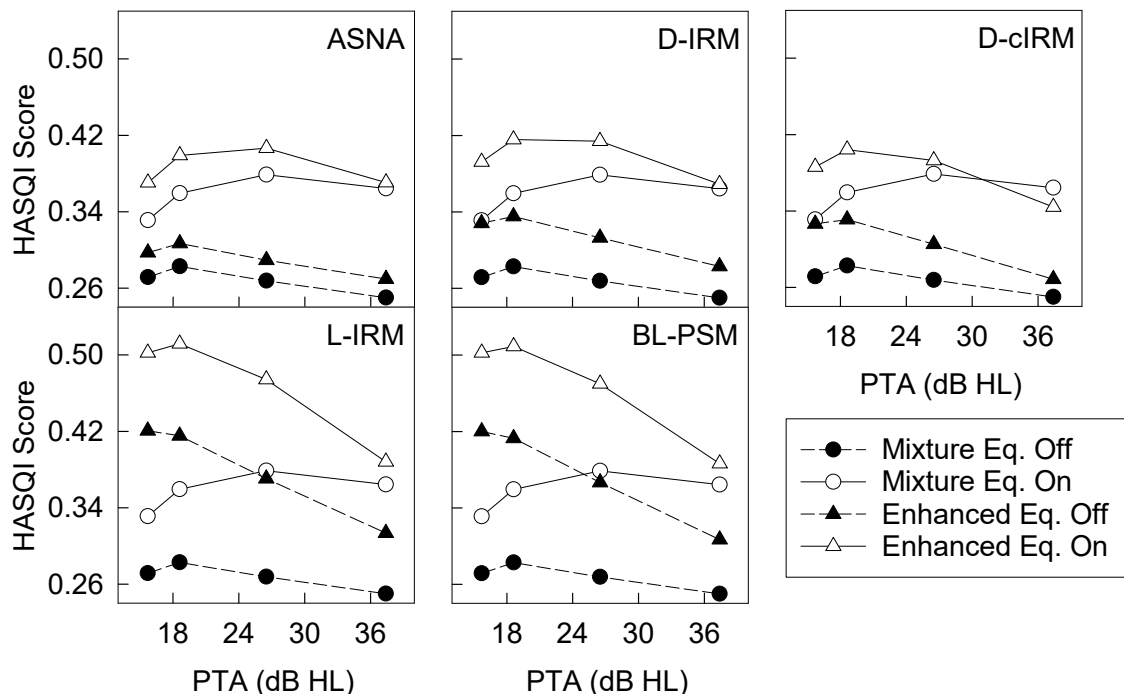 ASNA
D-IRM
D-cIRM
HASQI Score
0.50
0.42
0.34
0.26
18 24 30 36
PTA (dB HL)
L-IRM
BL-PSM
HASQI Score
0.50
0.42
0.34
0.26
18 24 30 36
18 24 30 36
PTA (dB HL)
PTA (dB HL)
Mixture Eq. Off
Mixture Eq. On
Enhanced Eq. Off
Enhanced Eq. On